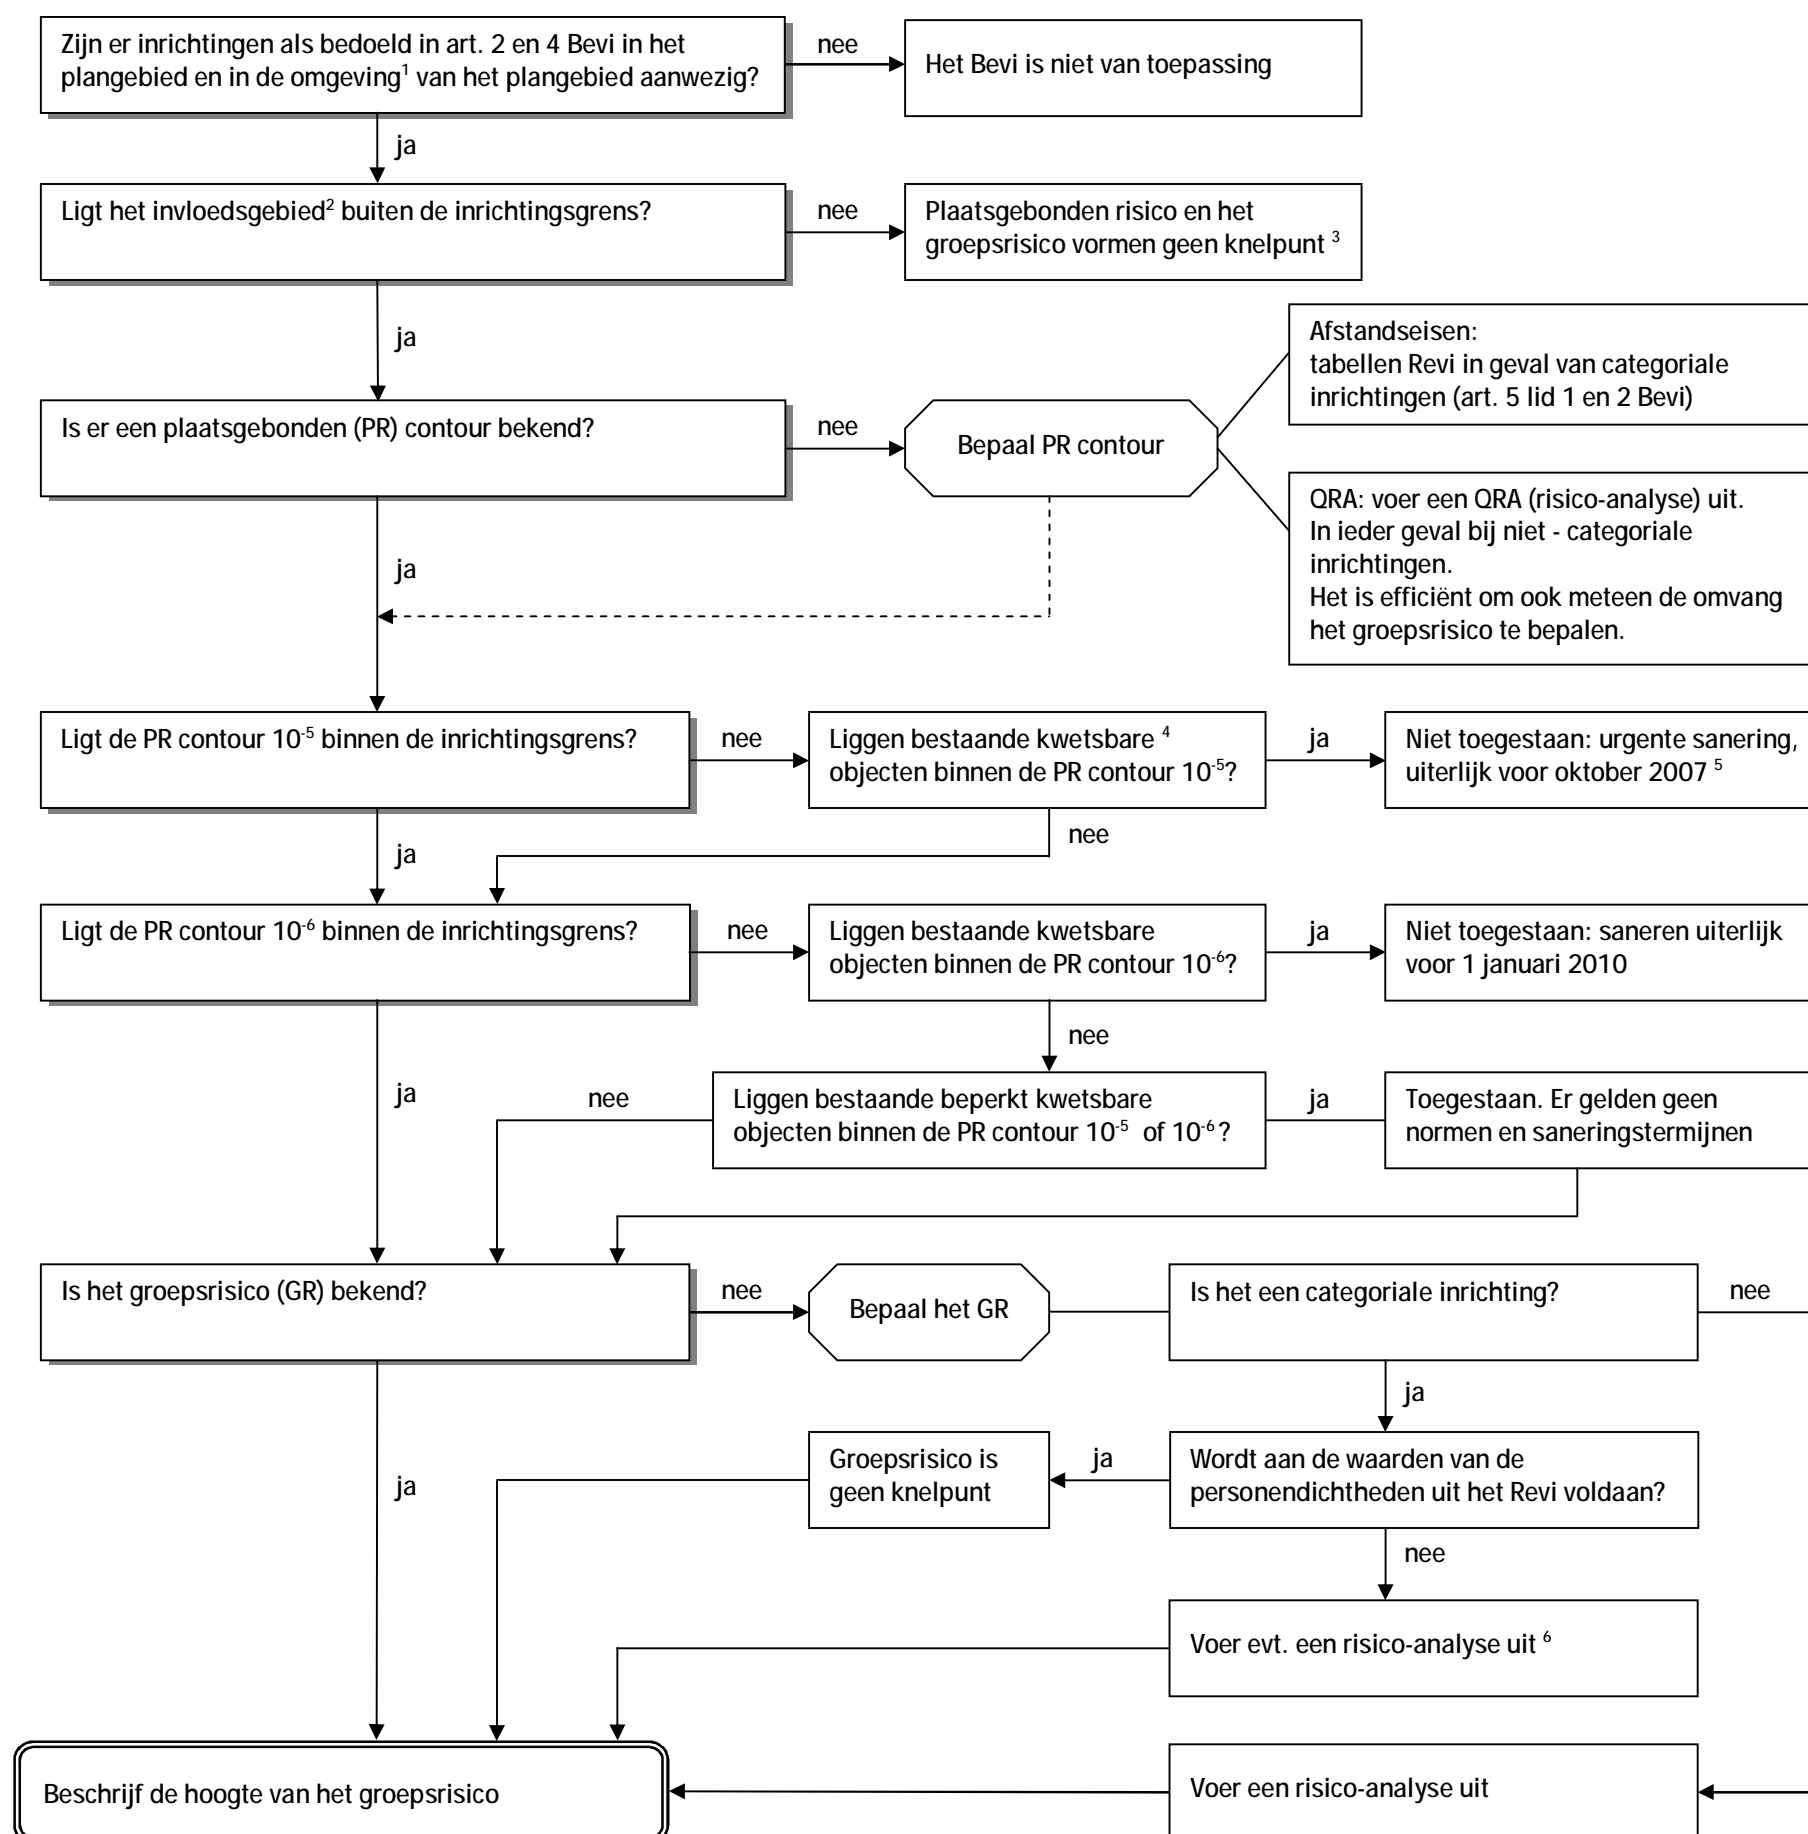 Zijn er inrichtingen als bedoeld in art. 2 en 4 Bevi in het
plangebied en in de omgeving¹ van het plangebied aanwezig?
nee
Het Bevi is niet van toepassing
ja
Ligt het invloedsgebied² buiten de inrichtingsgrens?
nee
Plaatsgebonden risico en het
groepsrisico vormen geen knelpunt ³
ja
Afstandseisen:
tabellen Revi in geval van categoriale
inrichtingen (art. 5 lid 1 en 2 Bevi)
Is er een plaatsgebonden (PR) contour bekend?
nee
Bepaal PR contour
QRA: voer een QRA (risico-analyse) uit.
In ieder geval bij niet - categoriale
inrichtingen.
Het is efficiënt om ook meteen de omvang
het groepsrisico te bepalen.
ja
Ligt de PR contour 10⁻⁵ binnen de inrichtingsgrens?
nee
Liggen bestaande kwetsbare ⁴
objecten binnen de PR contour 10⁻⁵?
ja
Niet toegestaan: urgente sanering,
uiterlijk voor oktober 2007 ⁵
nee
ja
Ligt de PR contour 10⁻⁶ binnen de inrichtingsgrens?
nee
Liggen bestaande kwetsbare
objecten binnen de PR contour 10⁻⁶?
ja
Niet toegestaan: saneren uiterlijk
voor 1 januari 2010
nee
ja
nee
Liggen bestaande beperkt kwetsbare
objecten binnen de PR contour 10⁻⁵ of 10⁻⁶?
ja
Toegestaan. Er gelden geen
normen en saneringstermijnen
Is het groepsrisico (GR) bekend?
nee
Bepaal het GR
Is het een categoriale inrichting?
nee
ja
ja
Groepsrisico is
geen knelpunt
ja
Wordt aan de waarden van de
personendichtheden uit het Revi voldaan?
nee
Voer evt. een risico-analyse uit ⁶
Beschrijf de hoogte van het groepsrisico
Voer een risico-analyse uit